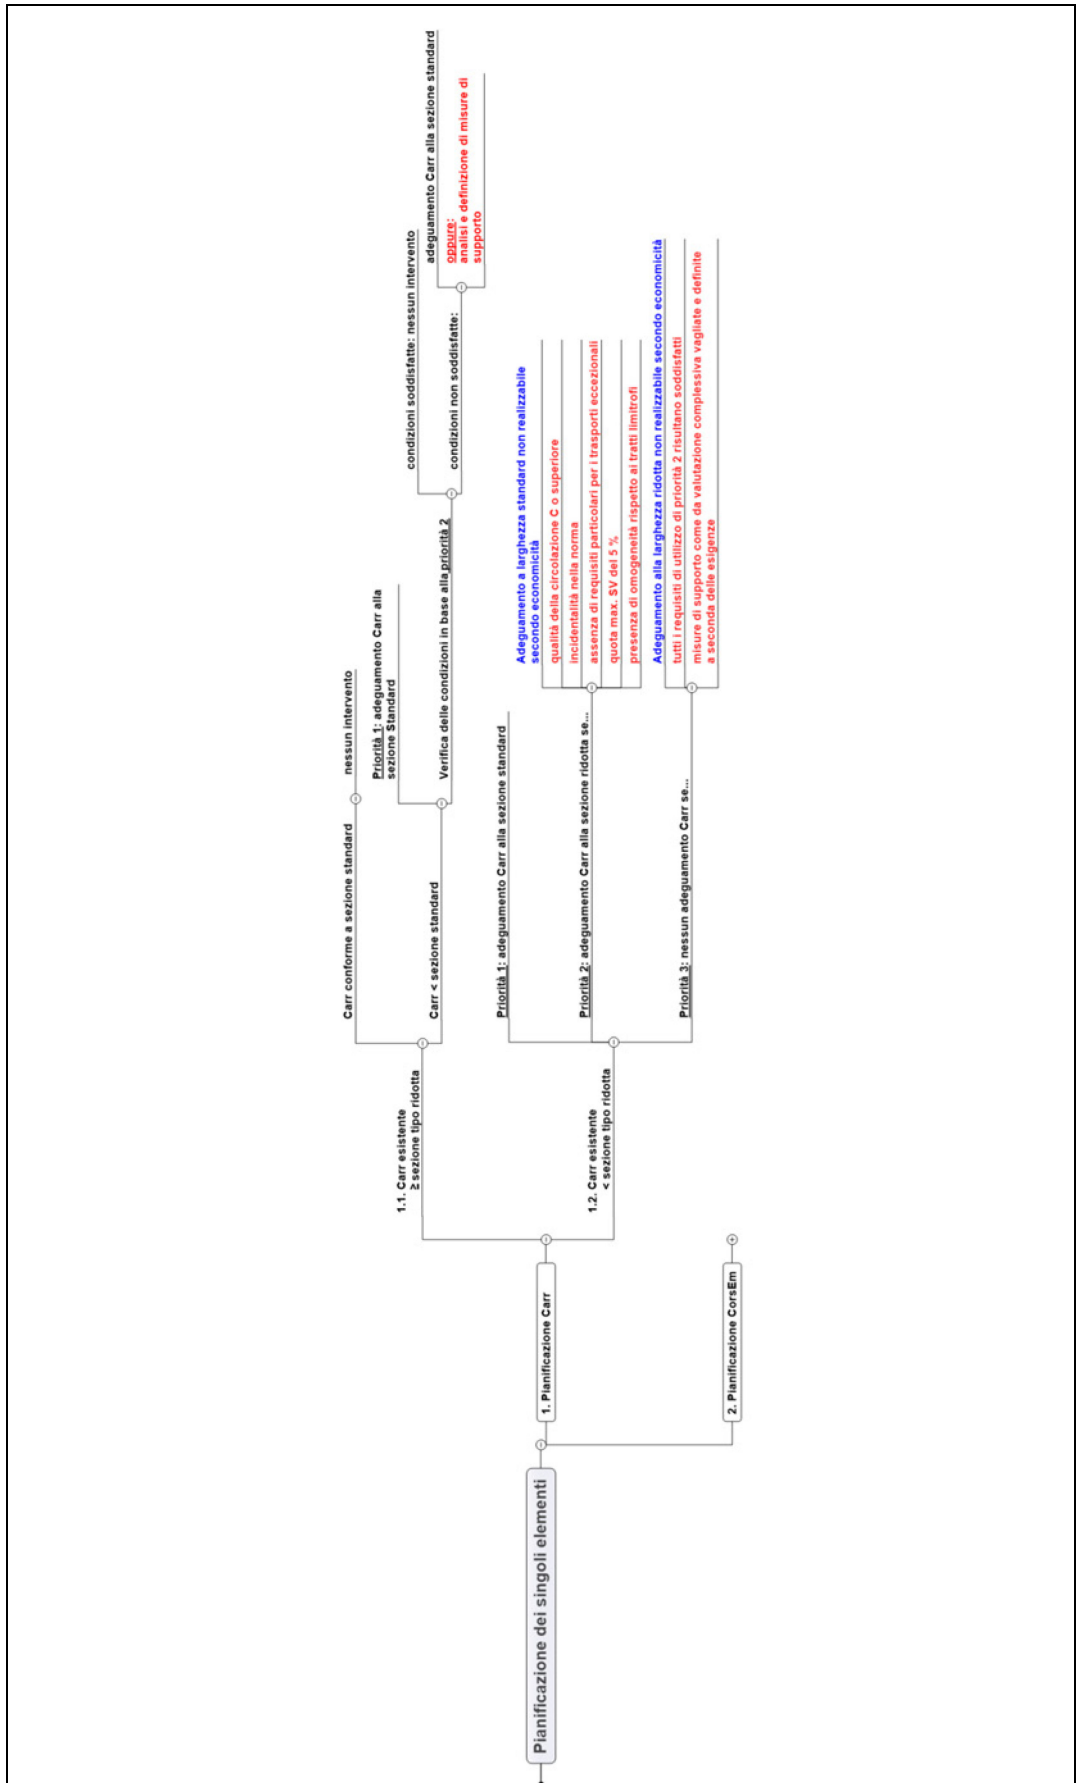 Pianificazione dei singoli elementi
1. Pianificazione Carr
1.1. Carr esistente
≥ sezione tipo ridotta
Carr conforme a sezione standard
nessun intervento
Carr < sezione standard
Priorità 1: adeguamento Carr alla
sezione Standard
Verifica delle condizioni in base alla priorità 2
condizioni soddisfatte: nessun intervento
condizioni non soddisfatte:
adeguamento Carr alla sezione standard
oppure:
analisi e definizione di misure di
supporto
1.2. Carr esistente
< sezione tipo ridotta
Priorità 1: adeguamento Carr alla sezione standard
Priorità 2: adeguamento Carr alla sezione ridotta se...
Adeguamento a larghezza standard non realizzabile
secondo economicità
qualità della circolazione C o superiore
incidentalità nella norma
assenza di requisiti particolari per i trasporti eccezionali
quota max. SV del 5 %
presenza di omogeneità rispetto ai tratti limitrofi
Priorità 3: nessun adeguamento Carr se...
Adeguamento alla larghezza ridotta non realizzabile secondo economicità
tutti i requisiti di utilizzo di priorità 2 risultano soddisfatti
misure di supporto come da valutazione complessiva vagliate e definite
a seconda delle esigenze
2. Pianificazione CorsEm